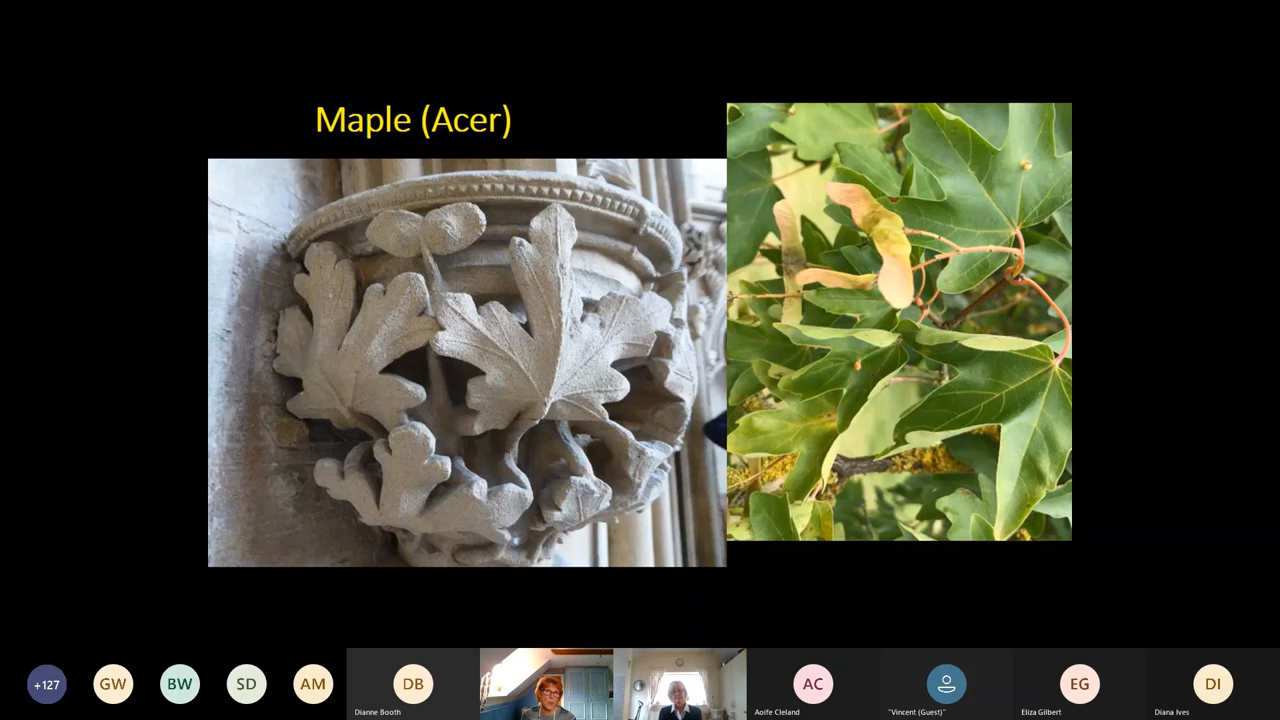 Maple (Acer)
+127
GW
BW
SD
AM
DB
Dianne Booth
AC
Aoife Cleland
"Vincent (Guest)"
EG
Eliza Gilbert
DI
Diana Ives